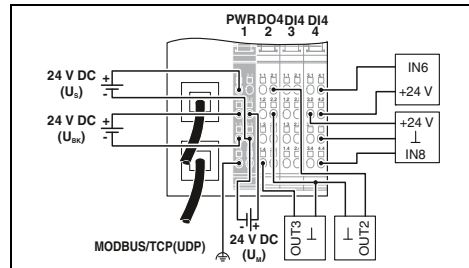 PWR DO4 DI4 DI4
1 2 3 4
24 V DC
(US)
+
-
24 V DC
(UBK)
+
-
IN6
+24 V
+24 V
⊥
IN8
MODBUS/TCP(UDP)
- +
24 V DC
(UM)
OUT3
⊥
⊥
OUT2